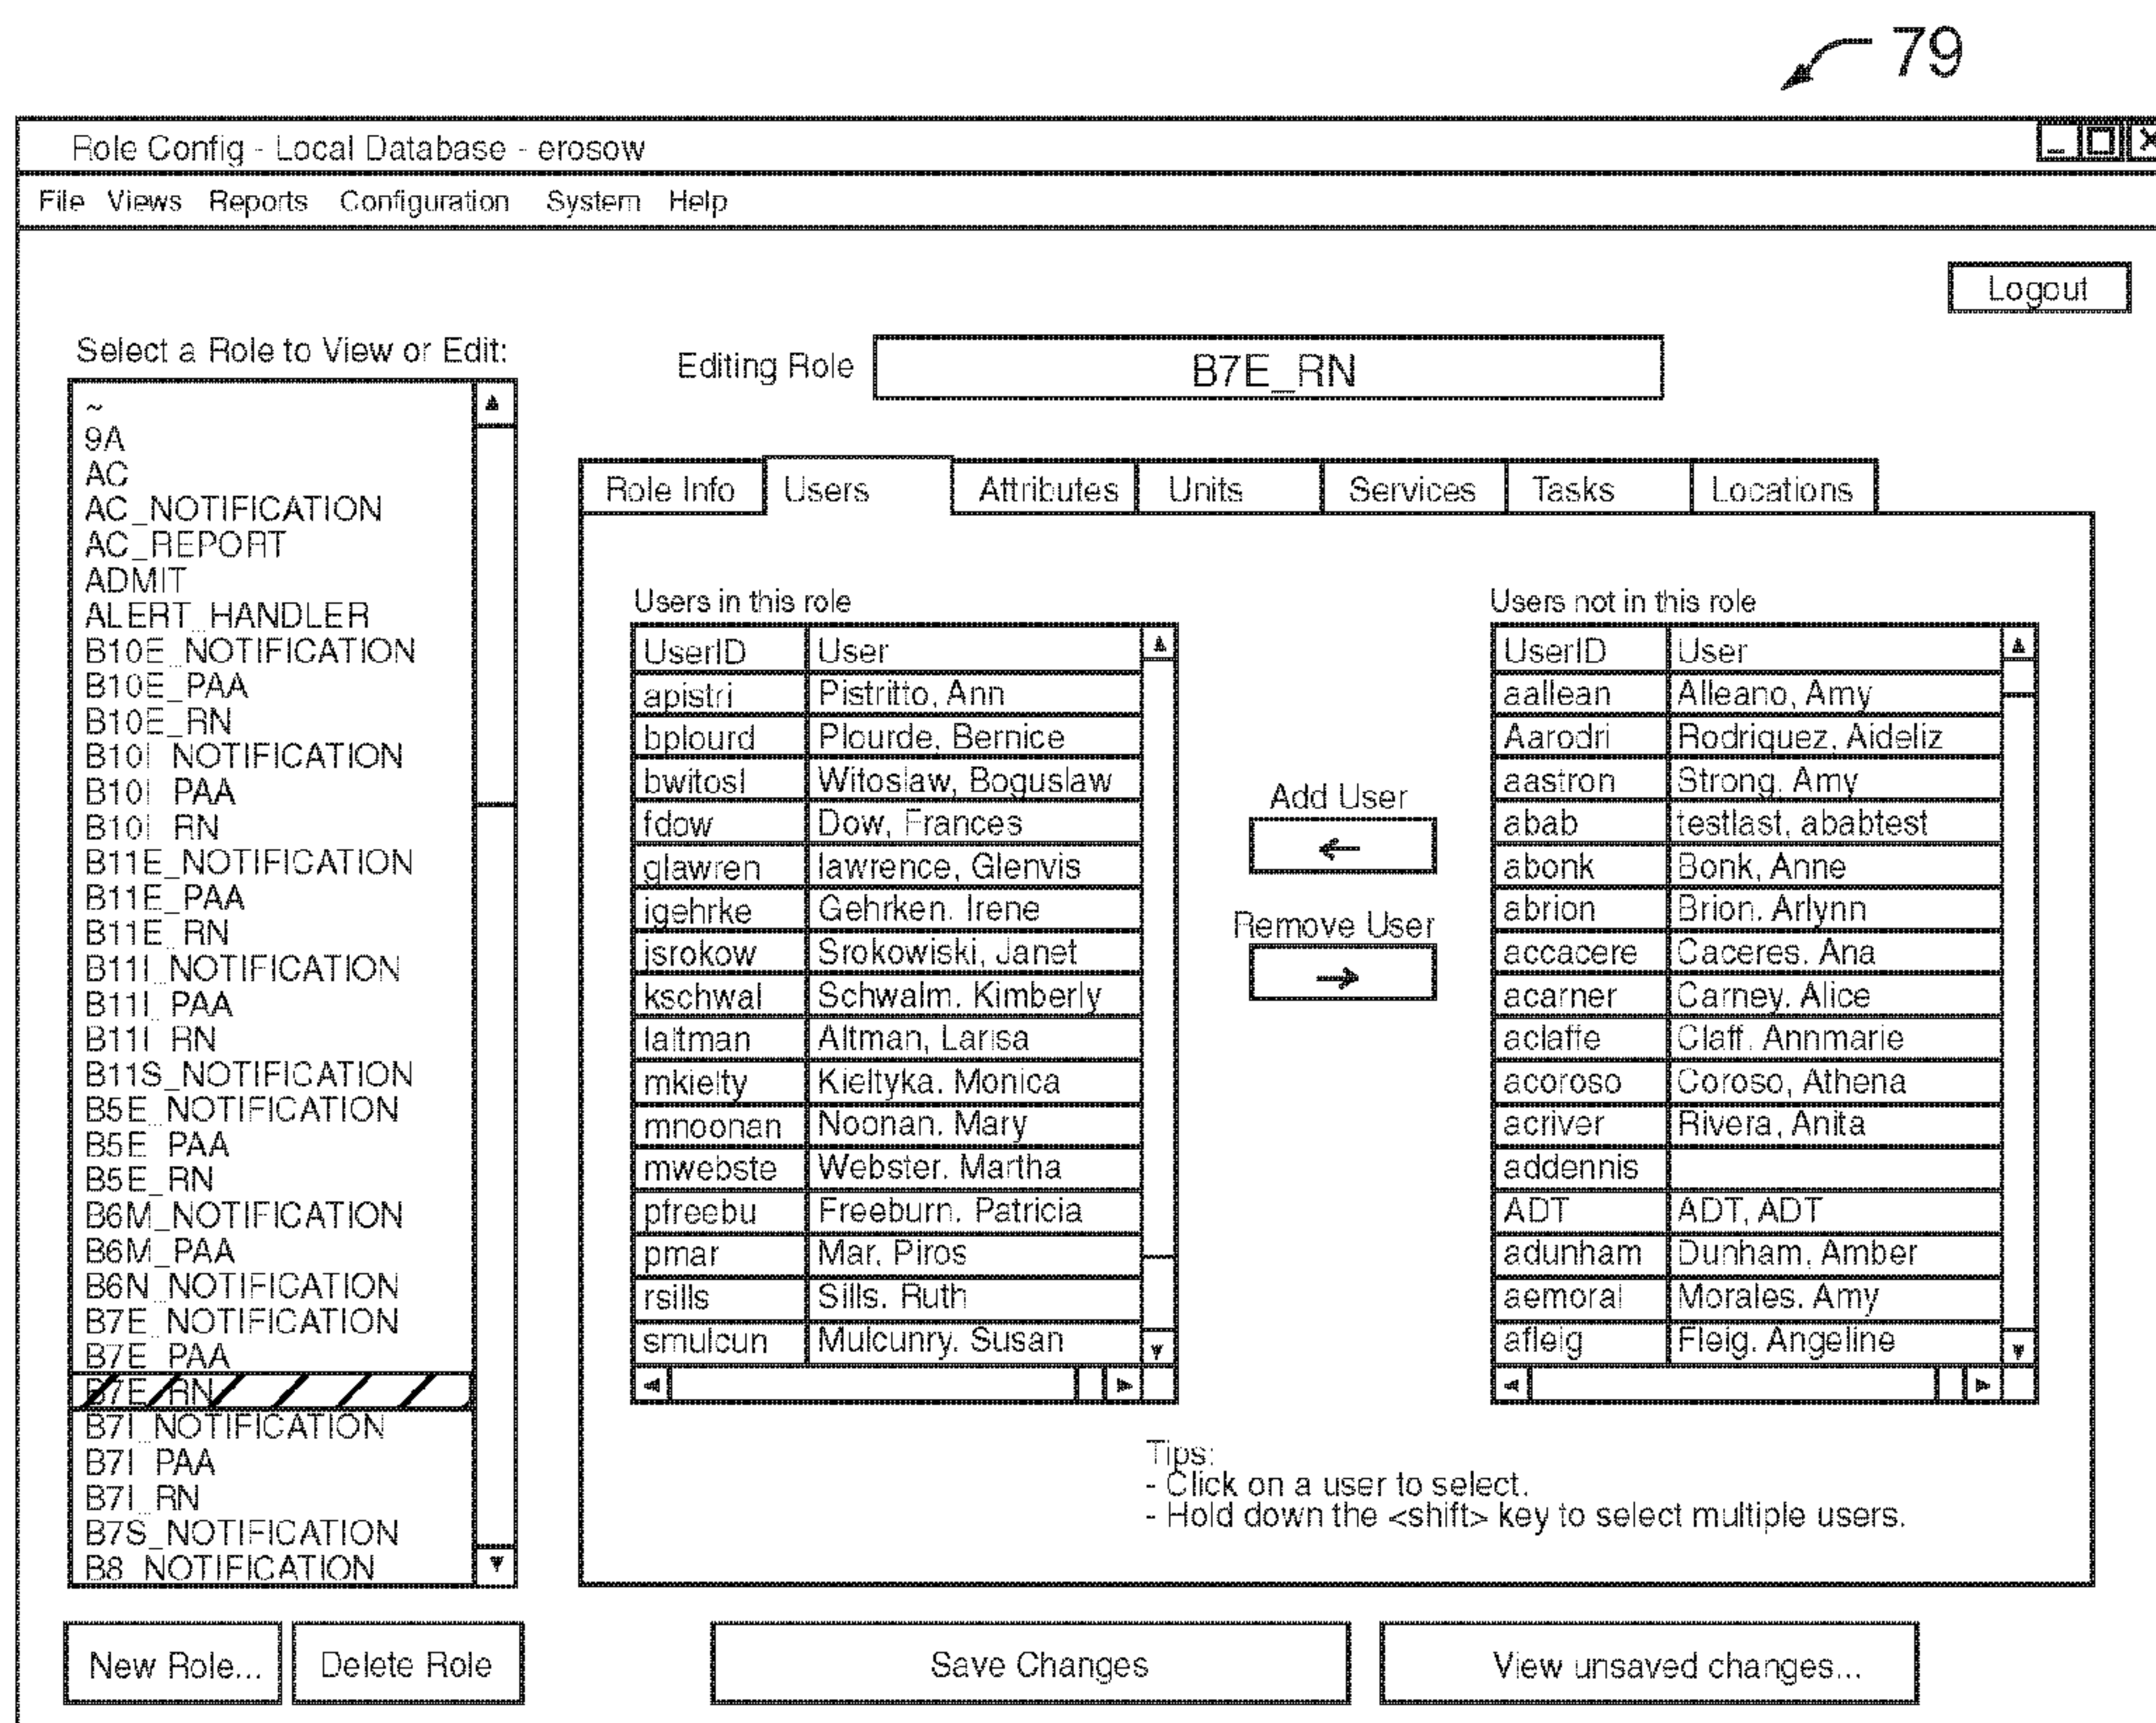 79
Role Config - Local Database - erosow
File Views Reports Configuration System Help
Logout
Select a Role to View or Edit:
~
9A
AC
AC_NOTIFICATION
AC_REPORT
ADMIT
ALERT_HANDLER
B10E_NOTIFICATION
B10E_PAA
B10E_RN
B10I_NOTIFICATION
B10I_PAA
B10I_RN
B11E_NOTIFICATION
B11E_PAA
B11E_RN
B11I_NOTIFICATION
B11I_PAA
B11I_RN
B11S_NOTIFICATION
B5E_NOTIFICATION
B5E_PAA
B5E_RN
B6M_NOTIFICATION
B6M_PAA
B6N_NOTIFICATION
B7E_NOTIFICATION
B7E_PAA
B7E_RN
B7I_NOTIFICATION
B7I_PAA
B7I_RN
B7S_NOTIFICATION
B8_NOTIFICATION
New Role... Delete Role
Editing Role B7E_RN
Role Info Users Attributes Units Services Tasks Locations
Users in this role
UserID User
apistri Pistritto, Ann
bplourd Plourde, Bernice
bwitosl Witoslaw, Boguslaw
fdow Dow, Frances
glawren lawrence, Glenvis
igehrke Gehrken. Irene
jsrokow Srokowiski, Janet
kschwal Schwalm. Kimberly
laltman Altman, Larisa
mkielty Kieltyka. Monica
mnoonan Noonan. Mary
mwebste Webster. Martha
pfreebu Freeburn. Patricia
pmar Mar. Piros
rsills Sills. Ruth
smulcun Mulcunry. Susan
Add User
←
Remove User
→
Users not in this role
UserID User
aallean Alleano, Amy
Aarodri Rodriquez, Aideliz
aastron Strong, Amy
abab testlast, ababtest
abonk Bonk, Anne
abrion Brion. Arlynn
accacere Caceres. Ana
acarner Carney. Alice
aclaffe Claff. Annmarie
acoroso Coroso, Athena
acriver Rivera, Anita
addennis
ADT ADT, ADT
adunham Dunham, Amber
aemoral Morales. Amy
afleig Fleig. Angeline
Tips:
- Click on a user to select.
- Hold down the <shift> key to select multiple users.
Save Changes View unsaved changes...